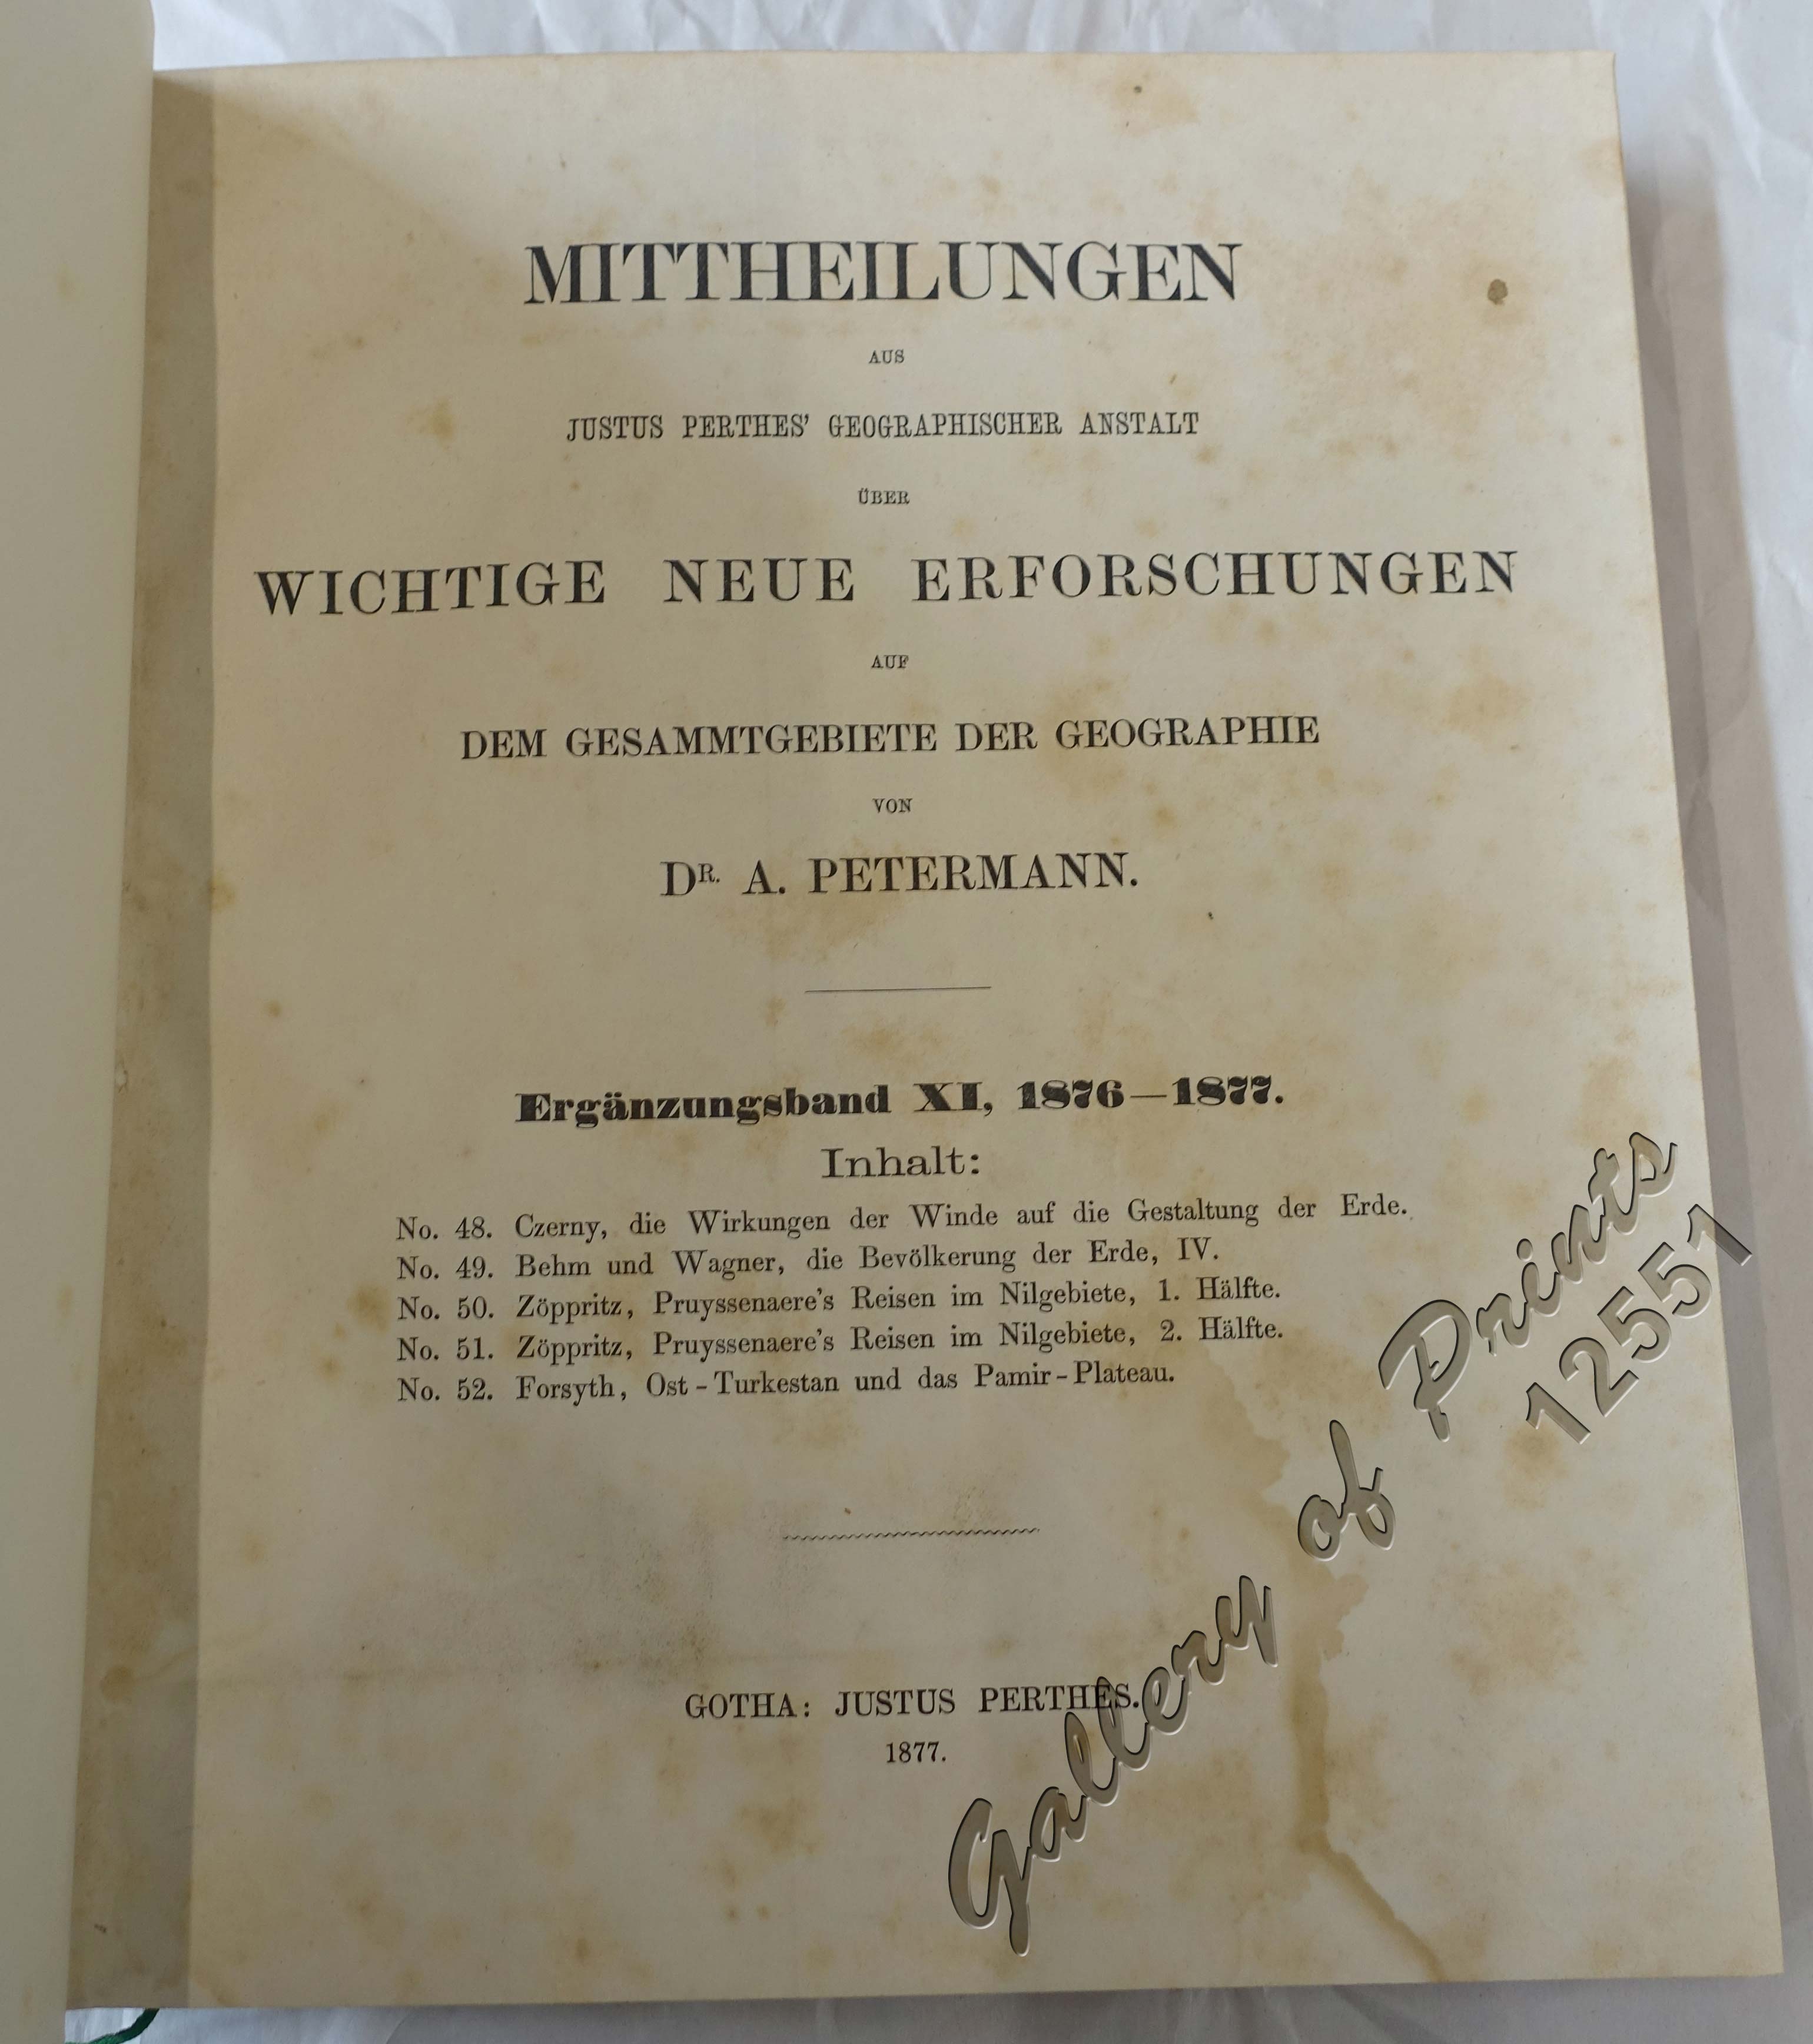 MITTHEILUNGEN
AUS
JUSTUS PERTHES' GEOGRAPHISCHER ANSTALT
ÜBER
WICHTIGE NEUE ERFORSCHUNGEN
AUF
DEM GESAMMTGEBIETE DER GEOGRAPHIE
VON
DR. A. PETERMANN.
Ergänzungsband XI, 1876—1877.
Inhalt:
No. 48. Czerny, die Wirkungen der Winde auf die Gestaltung der Erde.
No. 49. Behm und Wagner, die Bevölkerung der Erde, IV.
No. 50. Zöppritz, Pruyssenaere's Reisen im Nilgebiete, 1. Hälfte.
No. 51. Zöppritz, Pruyssenaere's Reisen im Nilgebiete, 2. Hälfte.
No. 52. Forsyth, Ost-Turkestan und das Pamir-Plateau.
GOTHA: JUSTUS PERTHES.
1877.
Gallery of Prints
12551